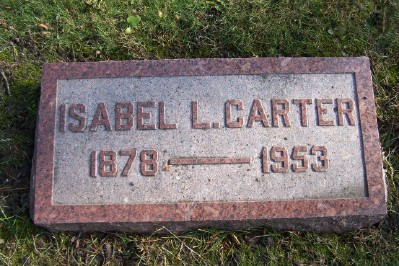 ISABEL L. CARTER
1878 — 1953